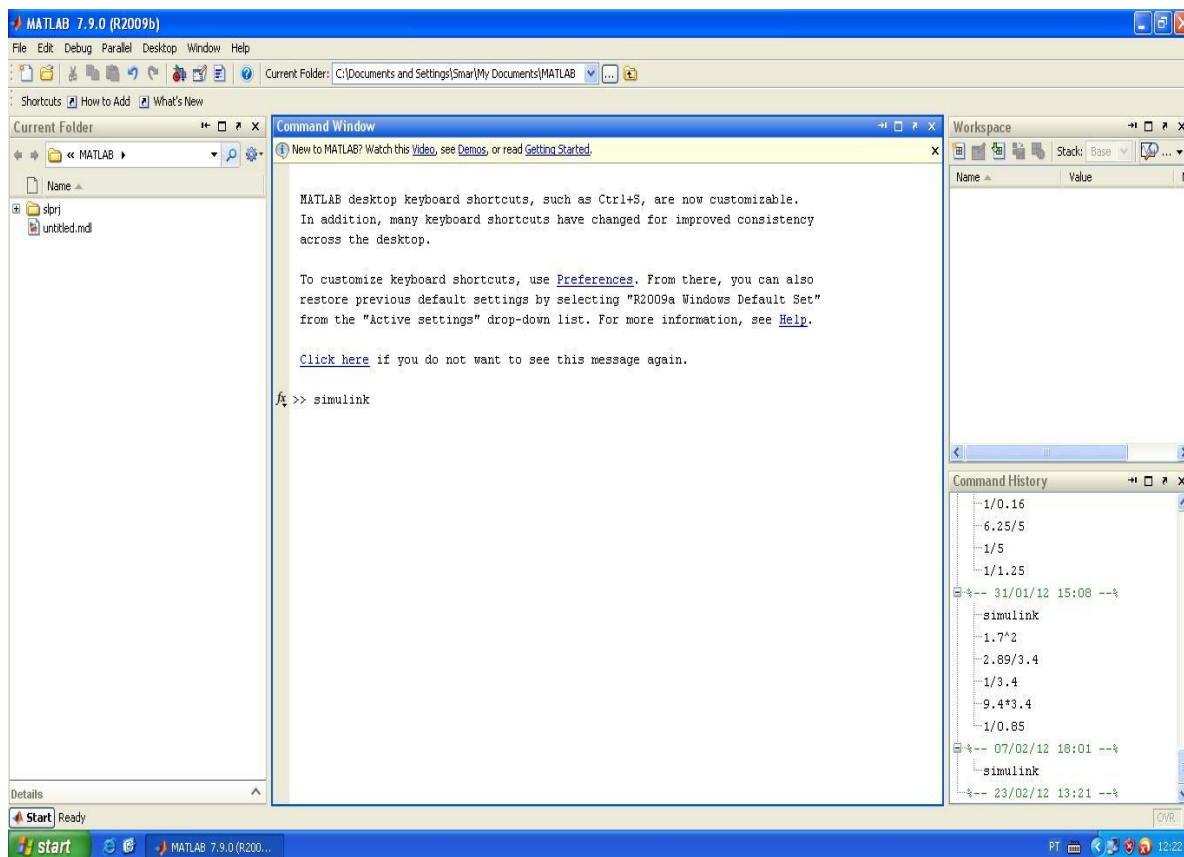 MATLAB 7.9.0 (R2009b)
File Edit Debug Parallel Desktop Window Help
Current Folder: C:\Documents and Settings\Smar\My Documents\MATLAB
Shortcuts How to Add What's New
Current Folder
« MATLAB
Name
slprj
untitled.mdl
Details
Command Window
New to MATLAB? Watch this Video, see Demos, or read Getting Started.
MATLAB desktop keyboard shortcuts, such as Ctrl+S, are now customizable.
In addition, many keyboard shortcuts have changed for improved consistency
across the desktop.
To customize keyboard shortcuts, use Preferences. From there, you can also
restore previous default settings by selecting "R2009a Windows Default Set"
from the "Active settings" drop-down list. For more information, see Help.
Click here if you do not want to see this message again.
fx >> simulink
Workspace
Stack: Base
Name Value
Command History
1/0.16
6.25/5
1/5
1/1.25
%-- 31/01/12 15:08 --%
simulink
1.7^2
2.89/3.4
1/3.4
9.4*3.4
1/0.85
%-- 07/02/12 18:01 --%
simulink
%-- 23/02/12 13:21 --%
Start Ready
OVR
start
MATLAB 7.9.0 (R200...
PT
12:22